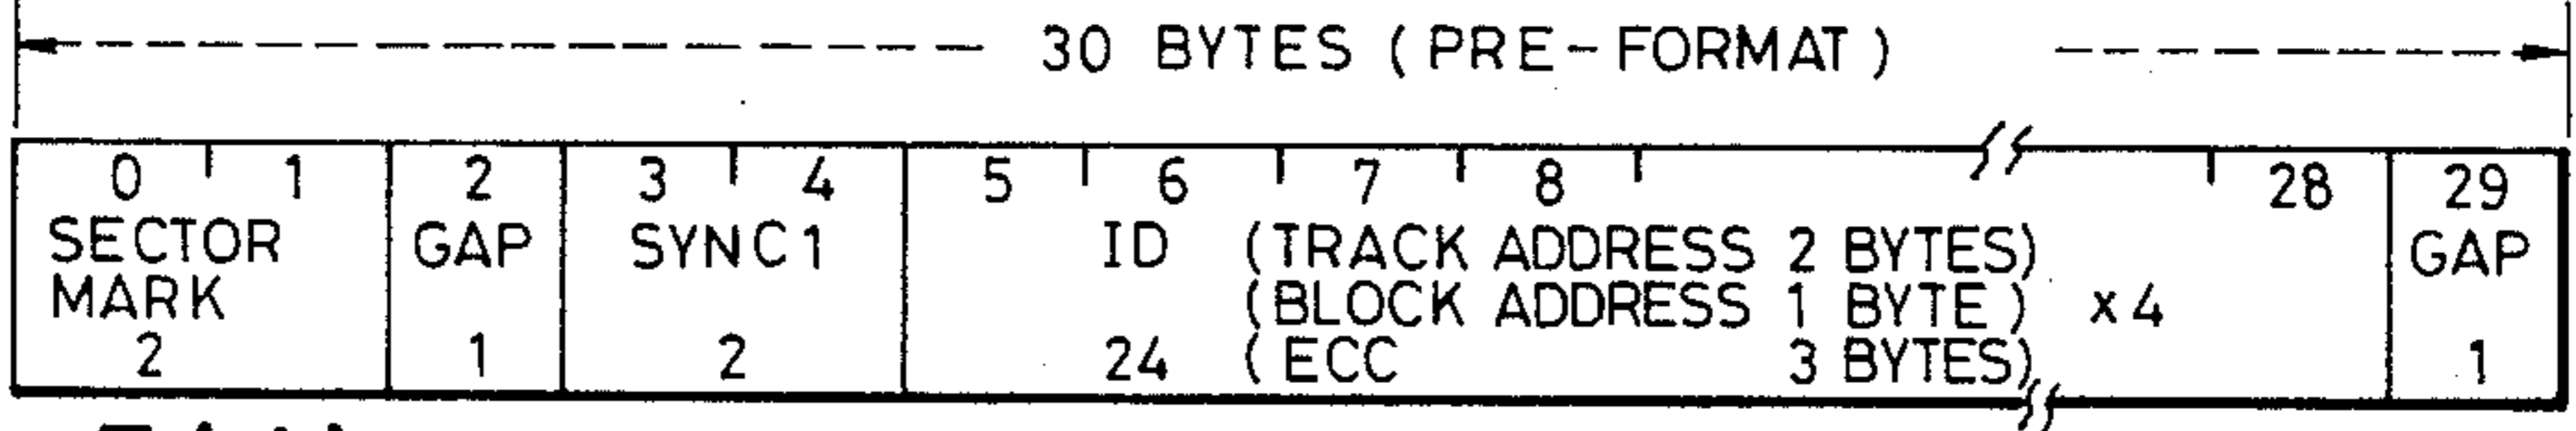 30 BYTES (PRE-FORMAT)
0 1 2 3 4 5 6 7 8 28 29
SECTOR GAP SYNC1 ID (TRACK ADDRESS 2 BYTES) GAP
MARK (BLOCK ADDRESS 1 BYTE) x4
2 1 2 24 (ECC 3 BYTES) 1